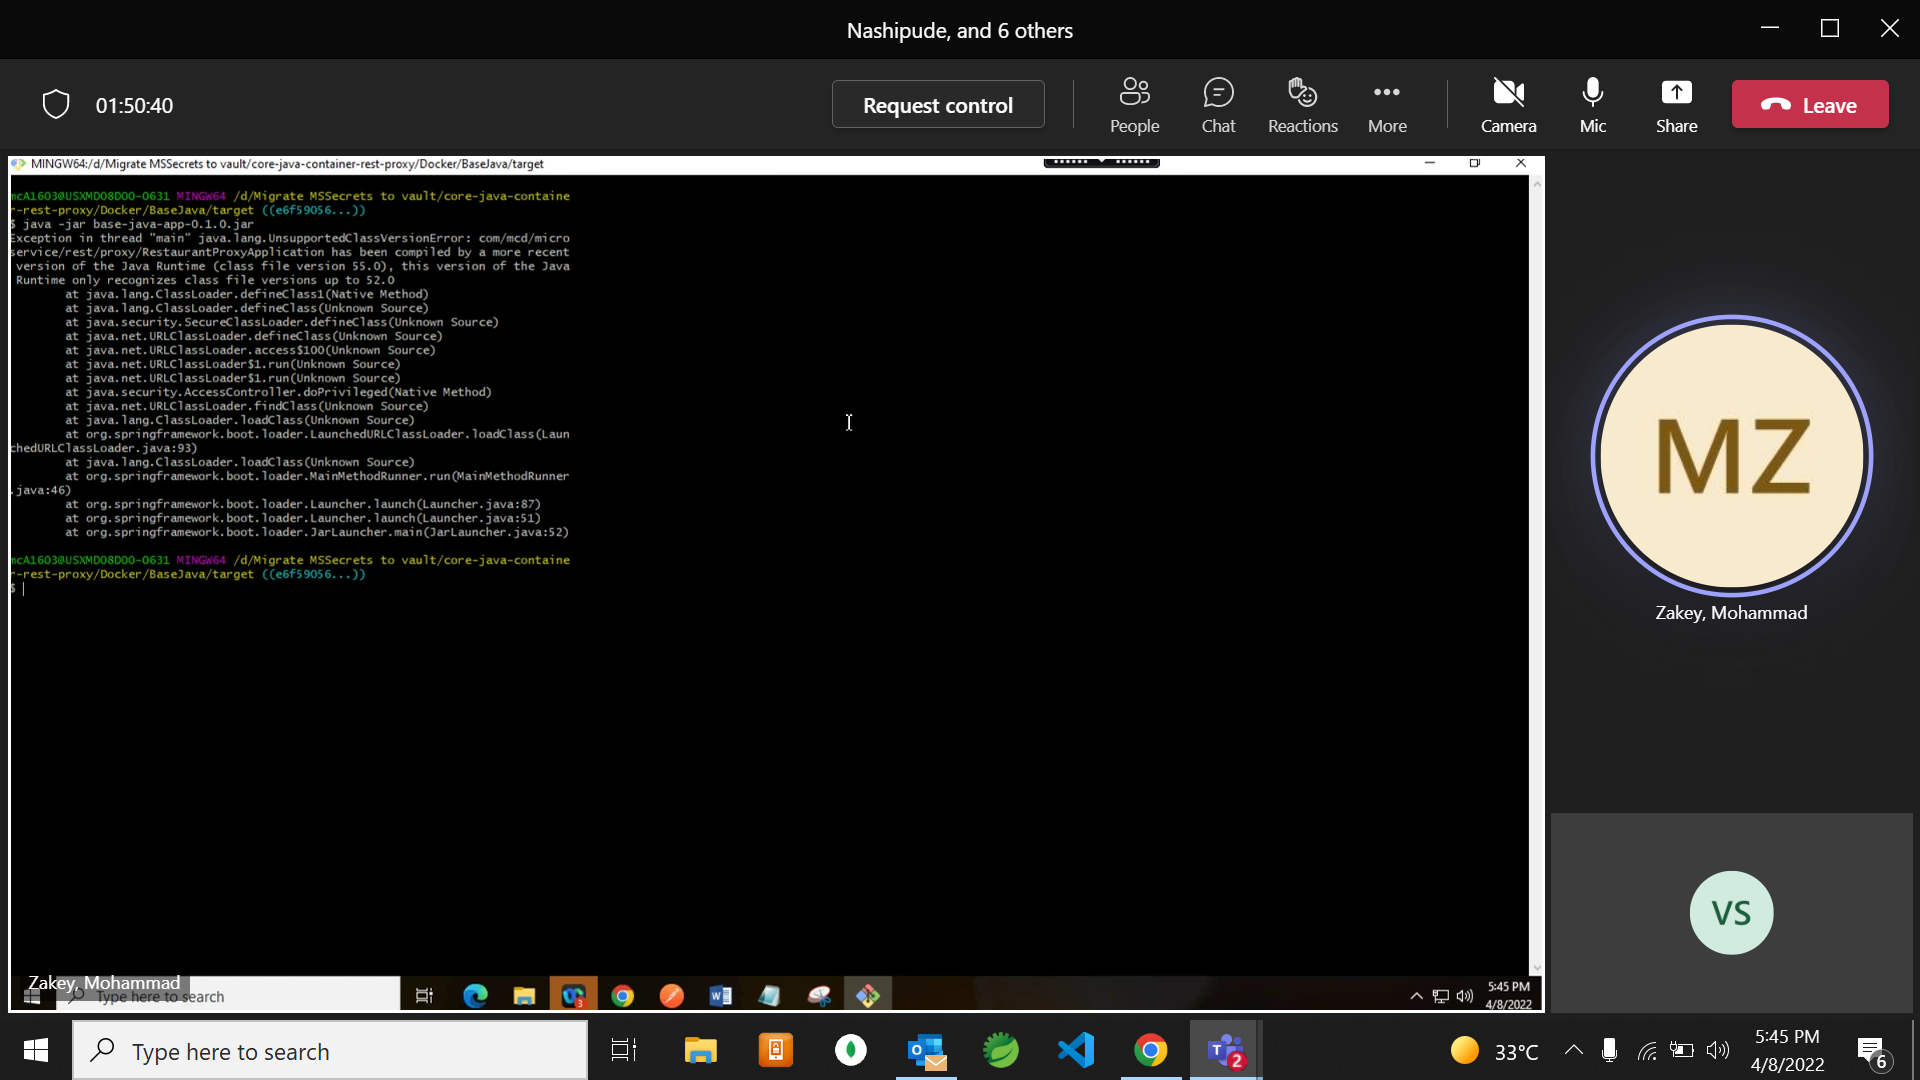 Nashipude, and 6 others
01:50:40
Request control
People
Chat
Reactions
More
Camera
Mic
Share
Leave
MINGW64:/d/Migrate MSSecrets to vault/core-java-container-rest-proxy/Docker/BaseJava/target
mcA1603@USXMDO8DOO-0631 MINGW64 /d/Migrate MSSecrets to vault/core-java-containe
r-rest-proxy/Docker/BaseJava/target ((e6f59056...))
$ java -jar base-java-app-0.1.0.jar
Exception in thread "main" java.lang.UnsupportedClassVersionError: com/mcd/micro
service/rest/proxy/RestaurantProxyApplication has been compiled by a more recent
version of the Java Runtime (class file version 55.0), this version of the Java
Runtime only recognizes class file versions up to 52.0
at java.lang.ClassLoader.defineClass1(Native Method)
at java.lang.ClassLoader.defineClass(Unknown Source)
at java.security.SecureClassLoader.defineClass(Unknown Source)
at java.net.URLClassLoader.defineClass(Unknown Source)
at java.net.URLClassLoader.access$100(Unknown Source)
at java.net.URLClassLoader$1.run(Unknown Source)
at java.net.URLClassLoader$1.run(Unknown Source)
at java.security.AccessController.doPrivileged(Native Method)
at java.net.URLClassLoader.findClass(Unknown Source)
at java.lang.ClassLoader.loadClass(Unknown Source)
at org.springframework.boot.loader.LaunchedURLClassLoader.loadClass(Laun
chedURLClassLoader.java:93)
at java.lang.ClassLoader.loadClass(Unknown Source)
at org.springframework.boot.loader.MainMethodRunner.run(MainMethodRunner
.java:46)
at org.springframework.boot.loader.Launcher.launch(Launcher.java:87)
at org.springframework.boot.loader.Launcher.launch(Launcher.java:51)
at org.springframework.boot.loader.JarLauncher.main(JarLauncher.java:52)
mcA1603@USXMDO8DOO-0631 MINGW64 /d/Migrate MSSecrets to vault/core-java-containe
r-rest-proxy/Docker/BaseJava/target ((e6f59056...))
$
MZ
Zakey, Mohammad
VS
Zakey, Mohammad
Type here to search
3
5:45 PM
4/8/2022
Type here to search
2
33°C
5:45 PM
4/8/2022
6